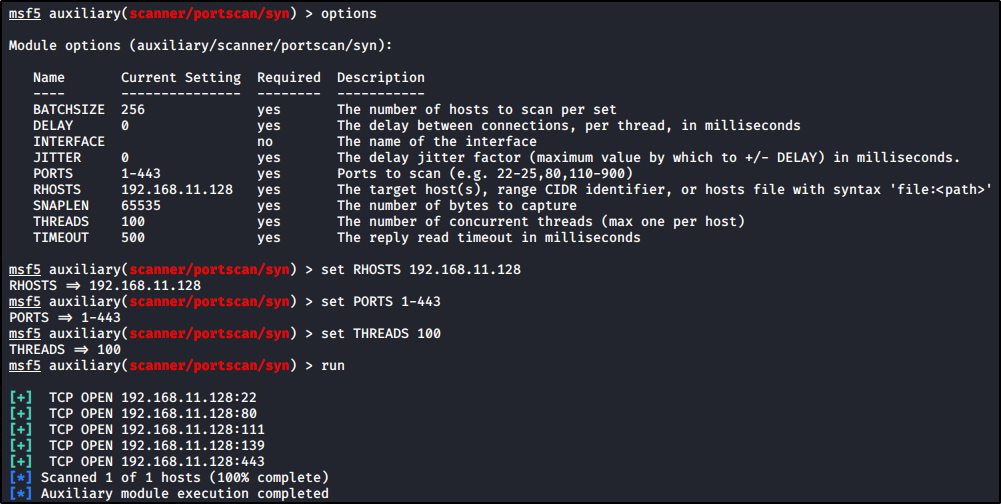 msf5 auxiliary(scanner/portscan/syn) > options
Module options (auxiliary/scanner/portscan/syn):
Name Current Setting Required Description
---- --------------- -------- -----------
BATCHSIZE 256 yes The number of hosts to scan per set
DELAY 0 yes The delay between connections, per thread, in milliseconds
INTERFACE no The name of the interface
JITTER 0 yes The delay jitter factor (maximum value by which to +/- DELAY) in milliseconds.
PORTS 1-443 yes Ports to scan (e.g. 22-25,80,110-900)
RHOSTS 192.168.11.128 yes The target host(s), range CIDR identifier, or hosts file with syntax 'file:<path>'
SNAPLEN 65535 yes The number of bytes to capture
THREADS 100 yes The number of concurrent threads (max one per host)
TIMEOUT 500 yes The reply read timeout in milliseconds
msf5 auxiliary(scanner/portscan/syn) > set RHOSTS 192.168.11.128
RHOSTS => 192.168.11.128
msf5 auxiliary(scanner/portscan/syn) > set PORTS 1-443
PORTS => 1-443
msf5 auxiliary(scanner/portscan/syn) > set THREADS 100
THREADS => 100
msf5 auxiliary(scanner/portscan/syn) > run
[+] TCP OPEN 192.168.11.128:22
[+] TCP OPEN 192.168.11.128:80
[+] TCP OPEN 192.168.11.128:111
[+] TCP OPEN 192.168.11.128:139
[+] TCP OPEN 192.168.11.128:443
[*] Scanned 1 of 1 hosts (100% complete)
[*] Auxiliary module execution completed